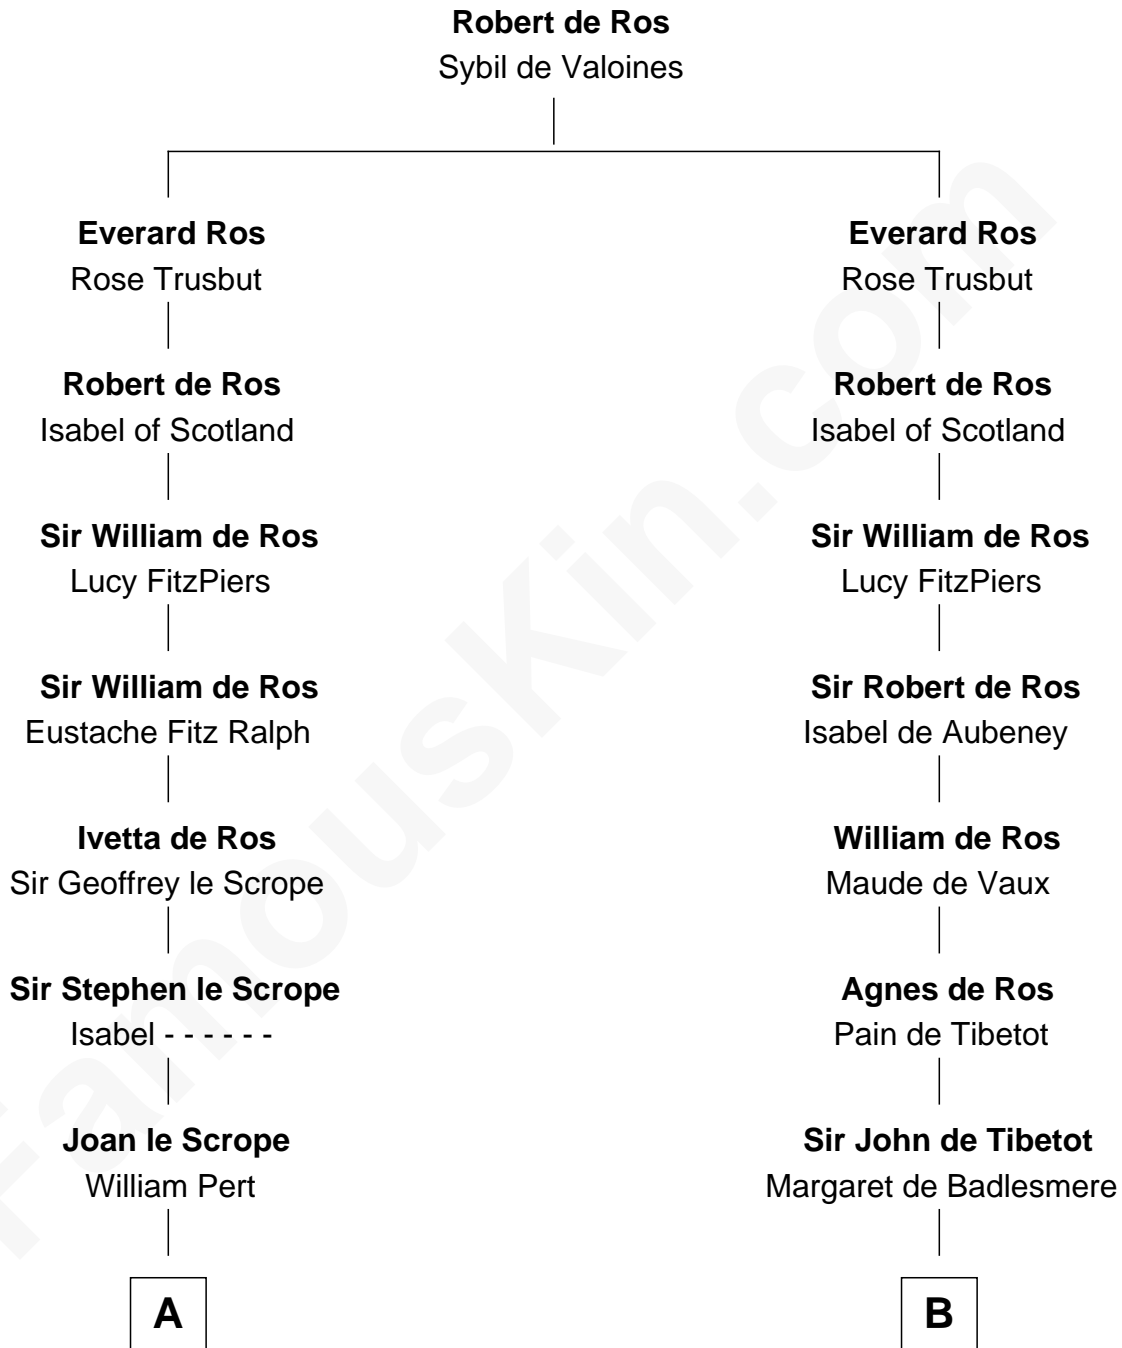 Robert de Ros
Sybil de Valoines
Everard Ros
Rose Trusbut
Everard Ros
Rose Trusbut
Robert de Ros
Isabel of Scotland
Robert de Ros
Isabel of Scotland
Sir William de Ros
Lucy FitzPiers
Sir William de Ros
Lucy FitzPiers
Sir William de Ros
Eustache Fitz Ralph
Sir Robert de Ros
Isabel de Aubeney
Ivetta de Ros
Sir Geoffrey le Scrope
William de Ros
Maude de Vaux
Sir Stephen le Scrope
Isabel - - - - - -
Agnes de Ros
Pain de Tibetot
Joan le Scrope
William Pert
Sir John de Tibetot
Margaret de Badlesmere
A
B
FamousKin.com